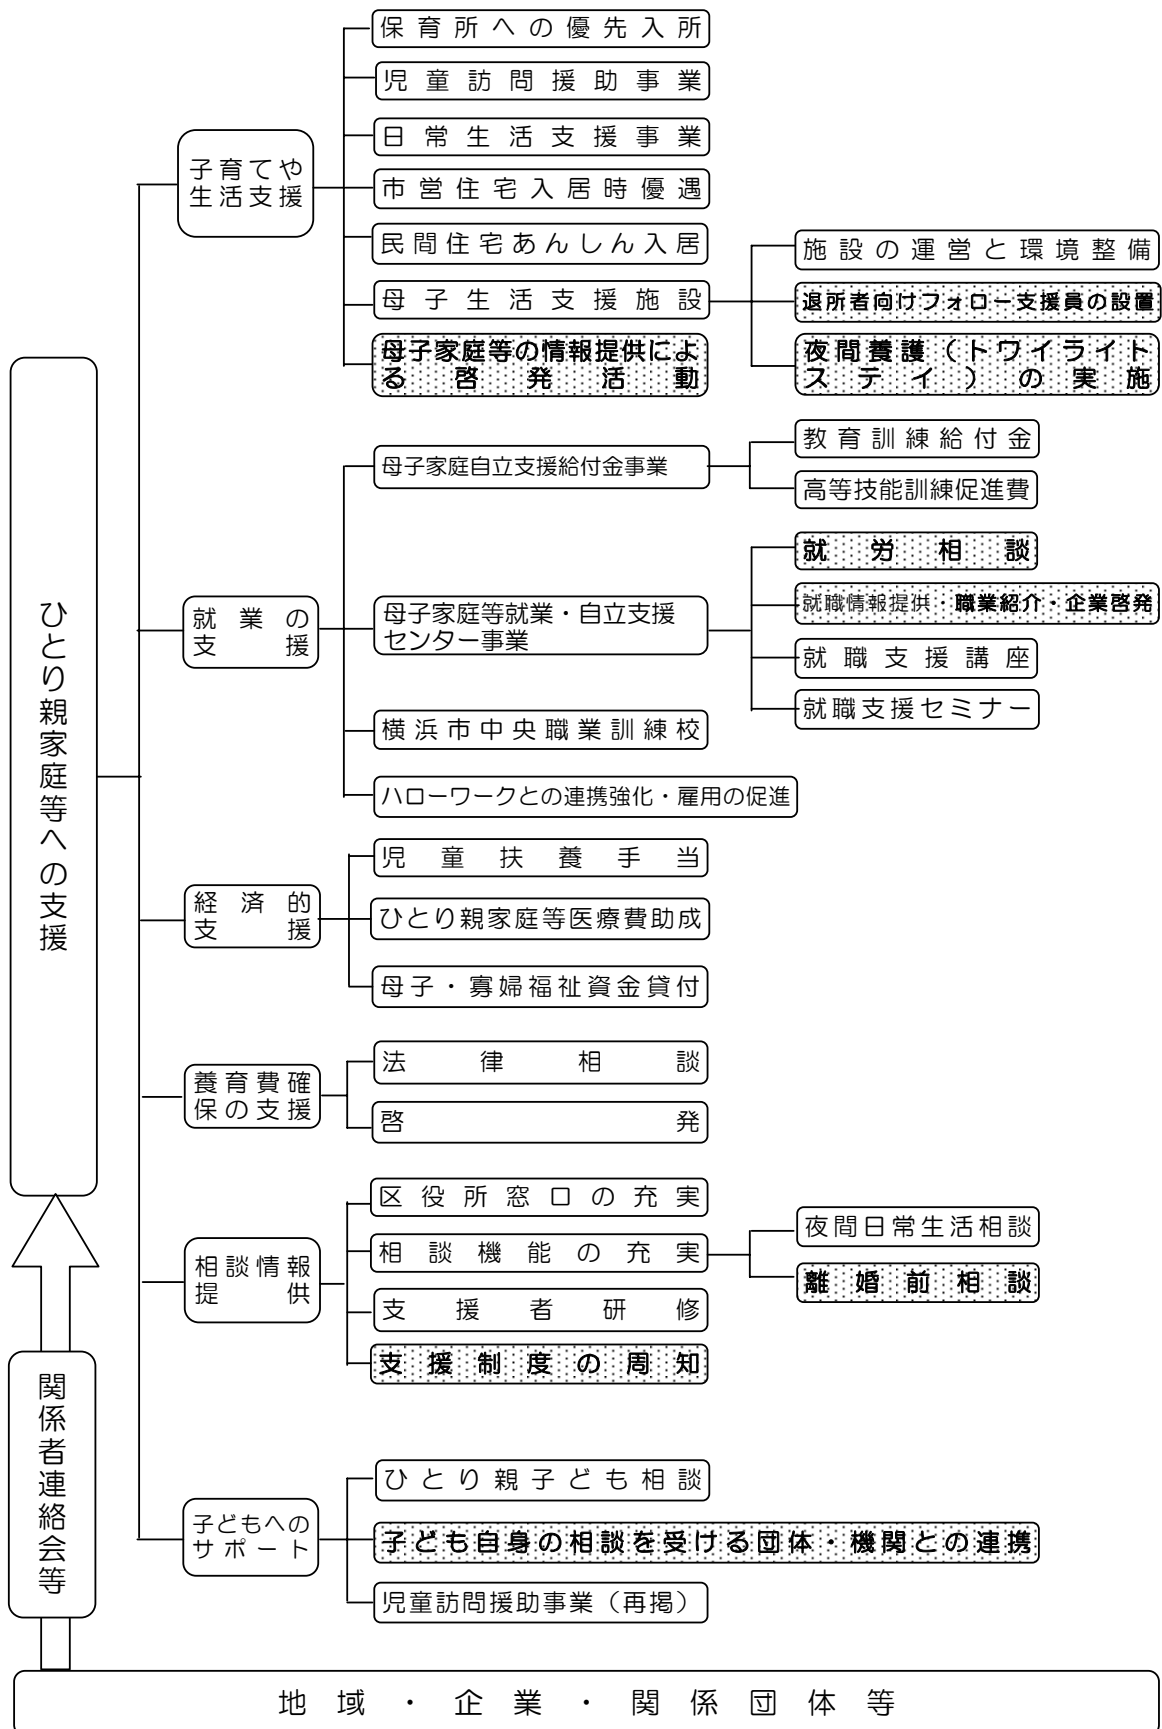 ひとり親家庭等への支援
関係者連絡会等
地域・企業・関係団体等
子育てや
生活支援
保育所への優先入所
児童訪問援助事業
日常生活支援事業
市営住宅入居時優遇
民間住宅あんしん入居
母子生活支援施設
施設の運営と環境整備
退所者向けフォロー支援員の設置
夜間養護（トワイライト
ステイ）の実施
母子家庭等の情報提供によ
る啓発活動
就業の
支援
母子家庭自立支援給付金事業
教育訓練給付金
高等技能訓練促進費
母子家庭等就業・自立支援
センター事業
就労相談
就職情報提供・職業紹介・企業啓発
就職支援講座
就職支援セミナー
横浜市中央職業訓練校
ハローワークとの連携強化・雇用の促進
経済的
支援
児童扶養手当
ひとり親家庭等医療費助成
母子・寡婦福祉資金貸付
養育費確
保の支援
法律相談
啓発
相談情報
提供
区役所窓口の充実
相談機能の充実
夜間日常生活相談
離婚前相談
支援者研修
支援制度の周知
子どもへの
サポート
ひとり親子ども相談
子ども自身の相談を受ける団体・機関との連携
児童訪問援助事業（再掲）